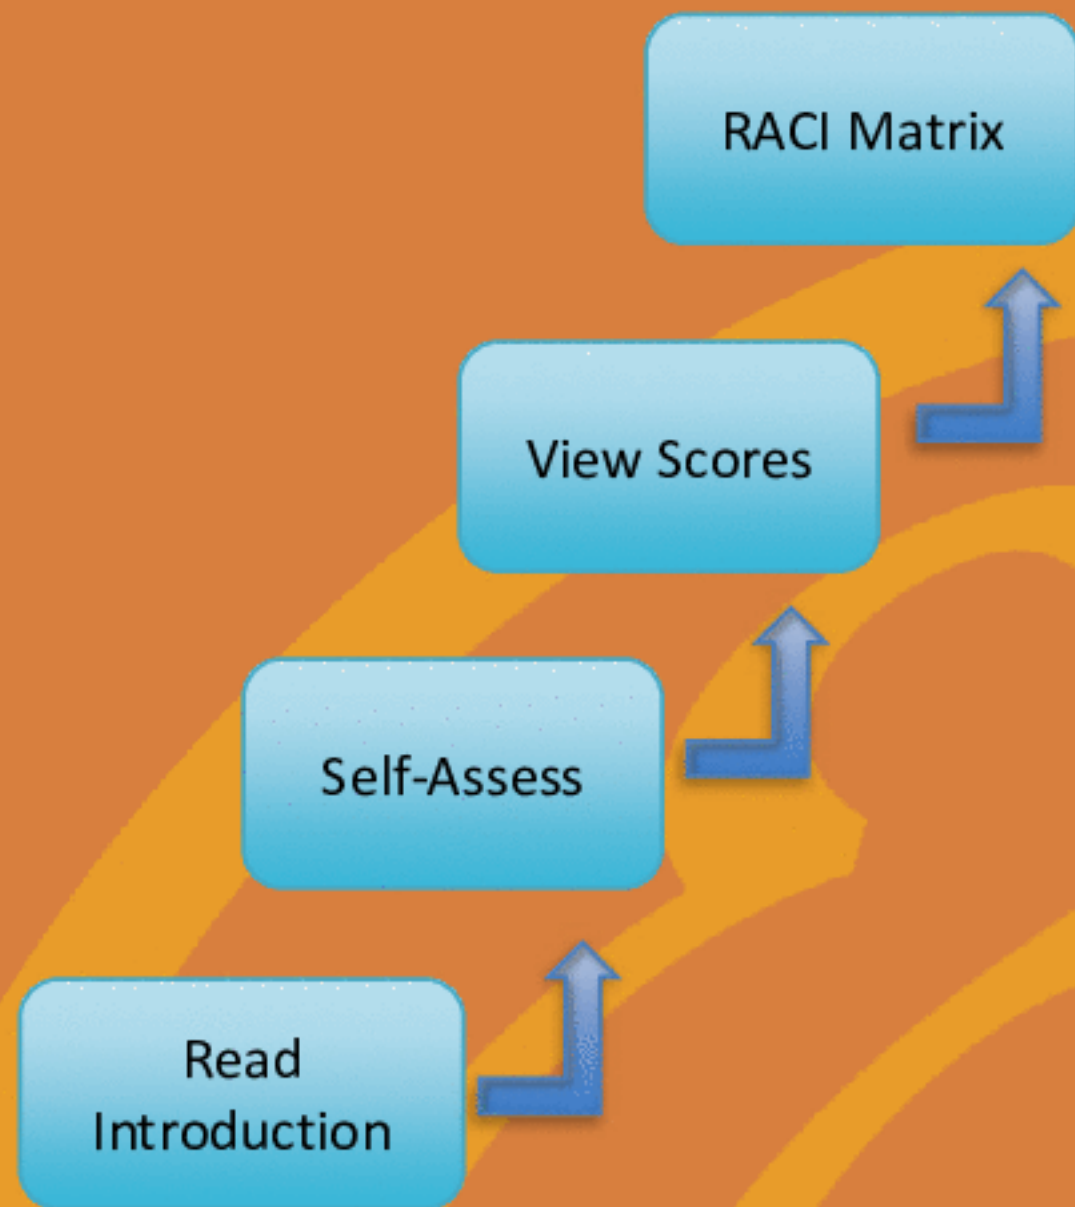 RACI Matrix
View Scores
Self-Assess
Read
Introduction